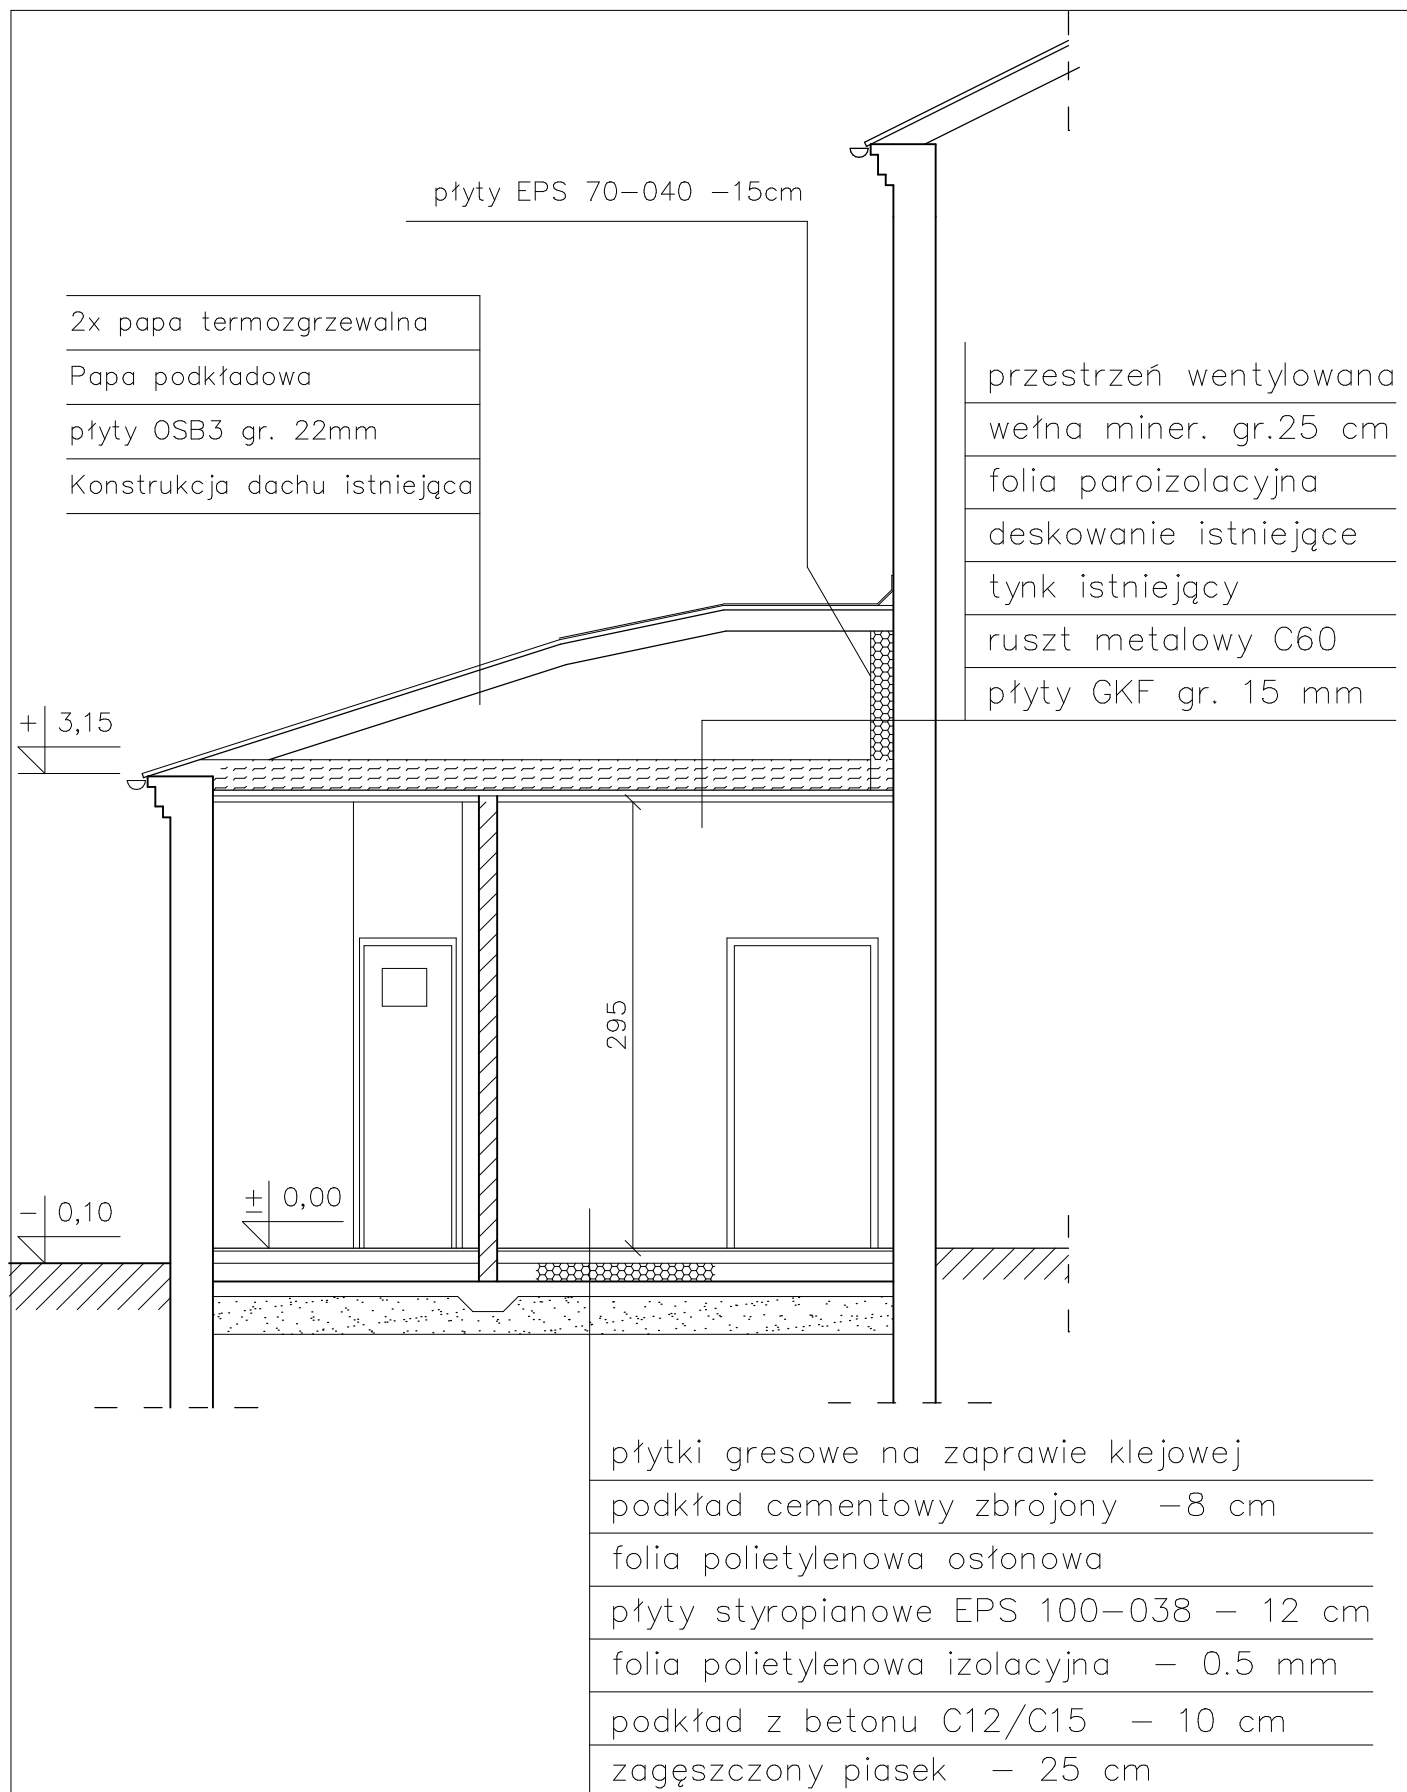 płyty EPS 70-040 -15cm
2x papa termozgrzewalna
Papa podkładowa
płyty OSB3 gr. 22mm
Konstrukcja dachu istniejąca
przestrzeń wentylowana
wełna miner. gr.25 cm
folia paroizolacyjna
deskowanie istniejące
tynk istniejący
ruszt metalowy C60
płyty GKF gr. 15 mm
+ 3,15
295
± 0,00
- 0,10
płytki gresowe na zaprawie klejowej
podkład cementowy zbrojony -8 cm
folia polietylenowa osłonowa
płyty styropianowe EPS 100-038 - 12 cm
folia polietylenowa izolacyjna - 0.5 mm
podkład z betonu C12/C15 - 10 cm
zagęszczony piasek - 25 cm